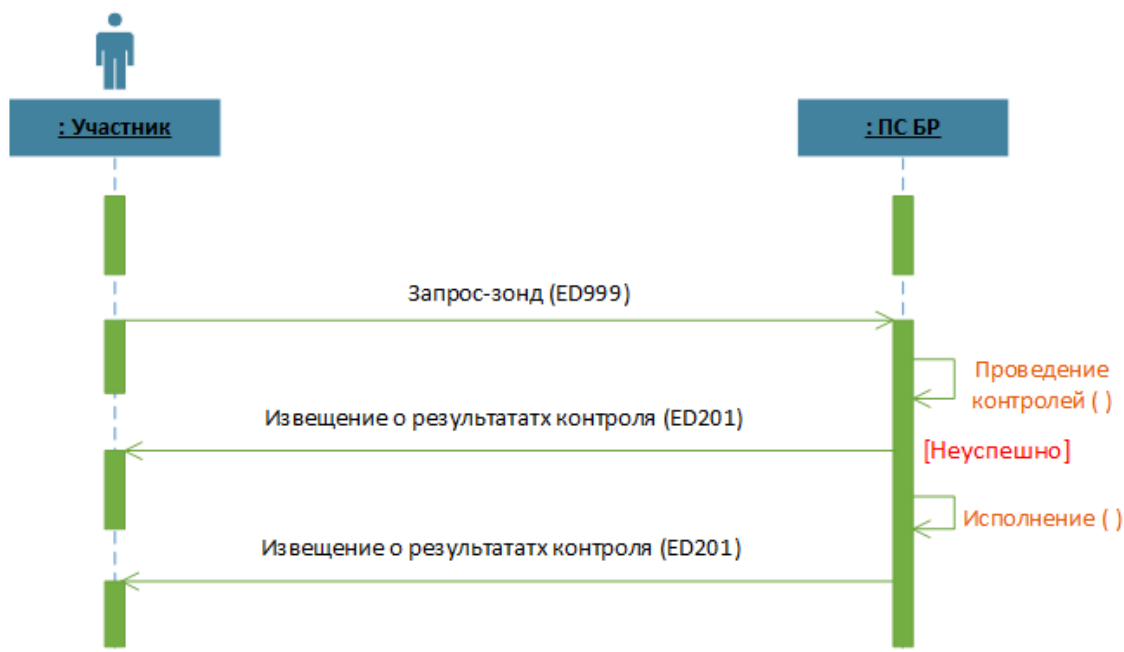 : Участник
: ПС БР
Запрос-зонд (ED999)
Проведение
контролей ( )
Извещение о результататх контроля (ED201)
[Неуспешно]
Исполнение ( )
Извещение о результататх контроля (ED201)